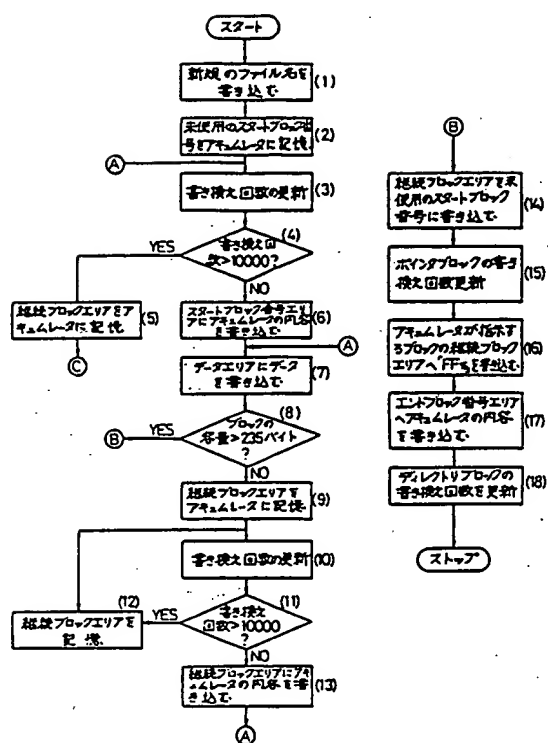 スタート
新規のファイル名を
書き込む
(1)
未使用のスタートブロック番
号をアキュムレータに記憶
(2)
A
書き換え回数の更新
(3)
(4)
書き換え回
数>10000?
YES
NO
継続ブロックエリアをア
キュムレータに記憶
(5)
C
スタートブロック番号エリ
アにアキュムレータの内容
を書き込む
(6)
A
データエリアにデータ
を書き込む
(7)
(8)
ブロックの
容量>235バイト
?
YES
B
NO
継続ブロックエリアを
アキュムレータに記憶
(9)
書き換え回数の更新
(10)
(11)
書き換え
回数>10000
?
YES
(12)
継続ブロックエリアを
記憶
NO
継続ブロックエリアにアキ
ュムレータの内容を書
き込む
(13)
A
B
継続ブロックエリアを未
使用のスタートブロック
番号に書き込む
(14)
ポインタブロックの書き
換え回数更新
(15)
アキュムレータが指示す
るブロックの継続ブロック
エリアへ「FF」を書き込む
(16)
エントブロック番号エリア
へアキュムレータの内容
を書き込む
(17)
ディレクトリブロックの
書き換え回数を更新
(18)
ストップ